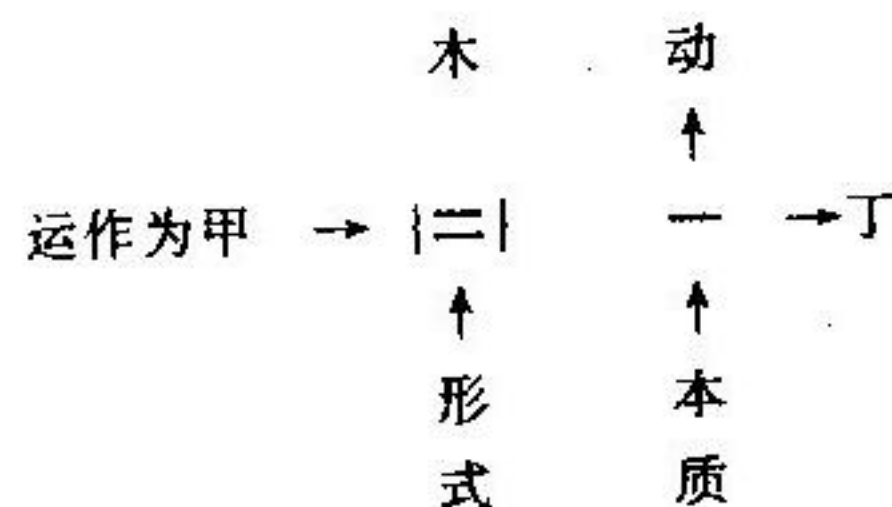 木 动
↑
运作为甲 → |二| 一 →丁
↑ ↑
形 本
式 质